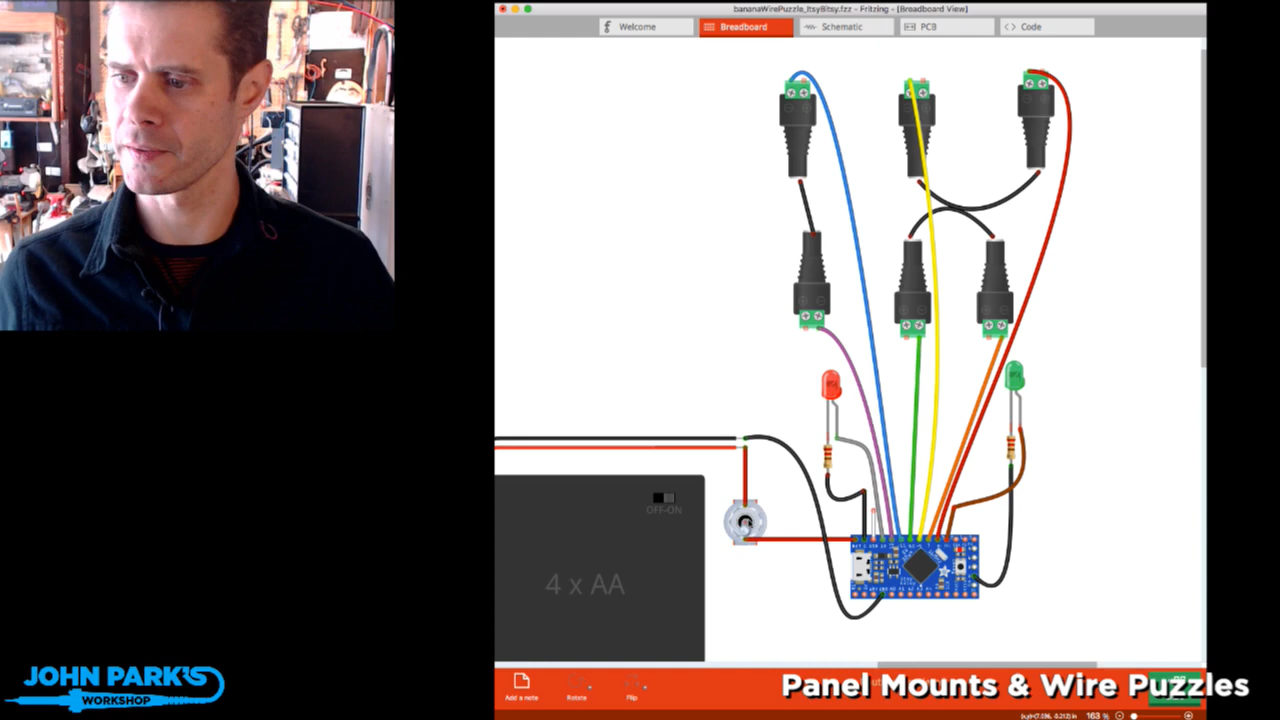 bananaWirePuzzle_ItsyBitsy.fzz - Fritzing - [Breadboard View]
Welcome
Breadboard
Schematic
PCB
Code
OFF-ON
4 x AA
Add a note
Rotate
Flip
JOHN PARK'S
WORKSHOP
Panel Mounts & Wire Puzzles
163 %